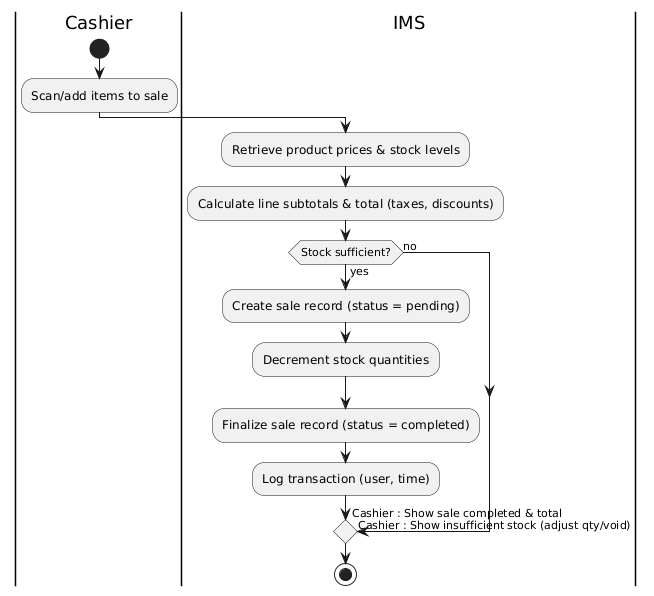 Cashier
IMS
Scan/add items to sale
Retrieve product prices & stock levels
Calculate line subtotals & total (taxes, discounts)
Stock sufficient?
no
yes
Create sale record (status = pending)
Decrement stock quantities
Finalize sale record (status = completed)
Log transaction (user, time)
Cashier : Show sale completed & total
Cashier : Show insufficient stock (adjust qty/void)